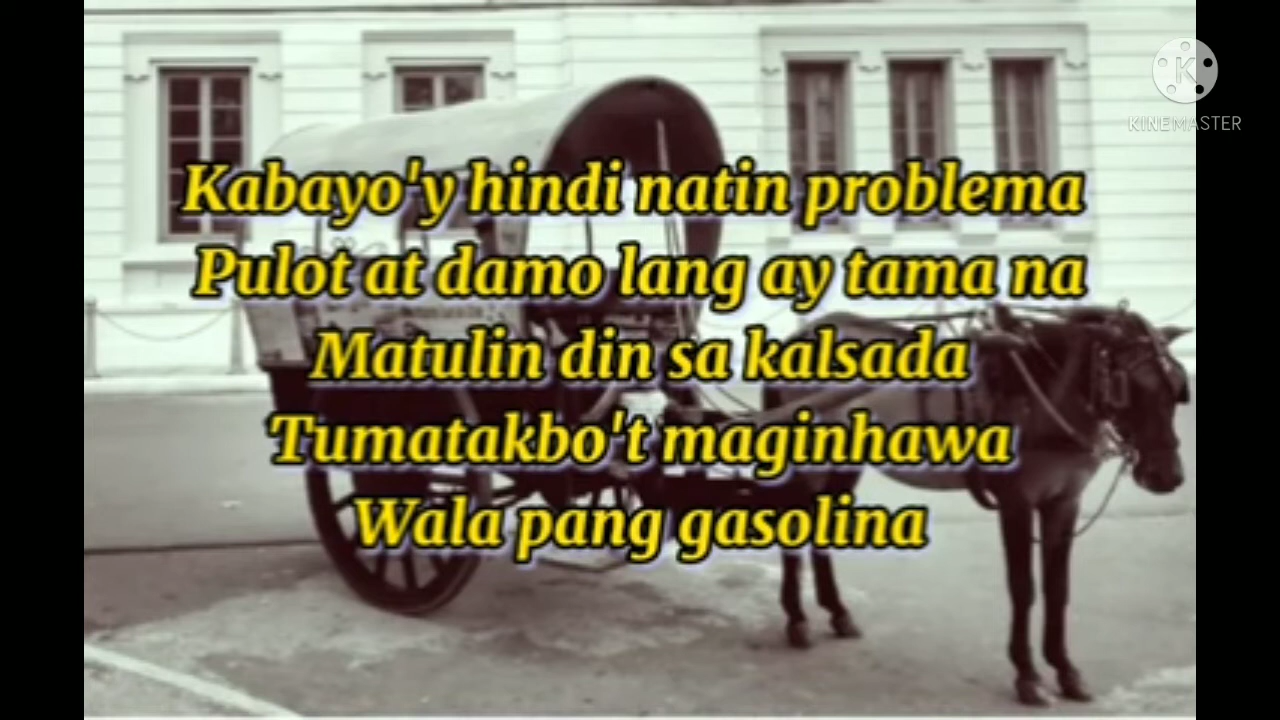 KINEMASTER
Kabayo'y hindi natin problema
Pulot at damo lang ay tama na
Matulin din sa kalsada
Tumatakbo't maginhawa
Wala pang gasolina